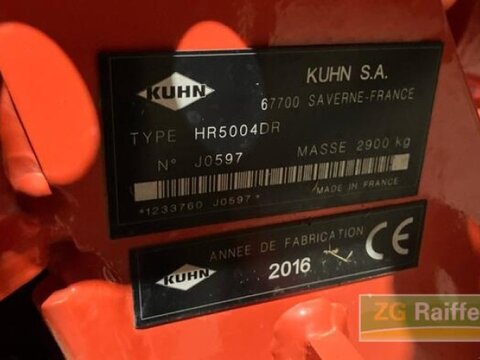 KUHN
KUHN S.A.
67700 SAVERNE-FRANCE
TYPE HR5004DR
N° J0597 MASSE 2900 kg
*1233760 J0597*
MADE IN FRANCE
KUHN
ANNÉE DE FABRICATION
2016
CE
ZG Raiffe